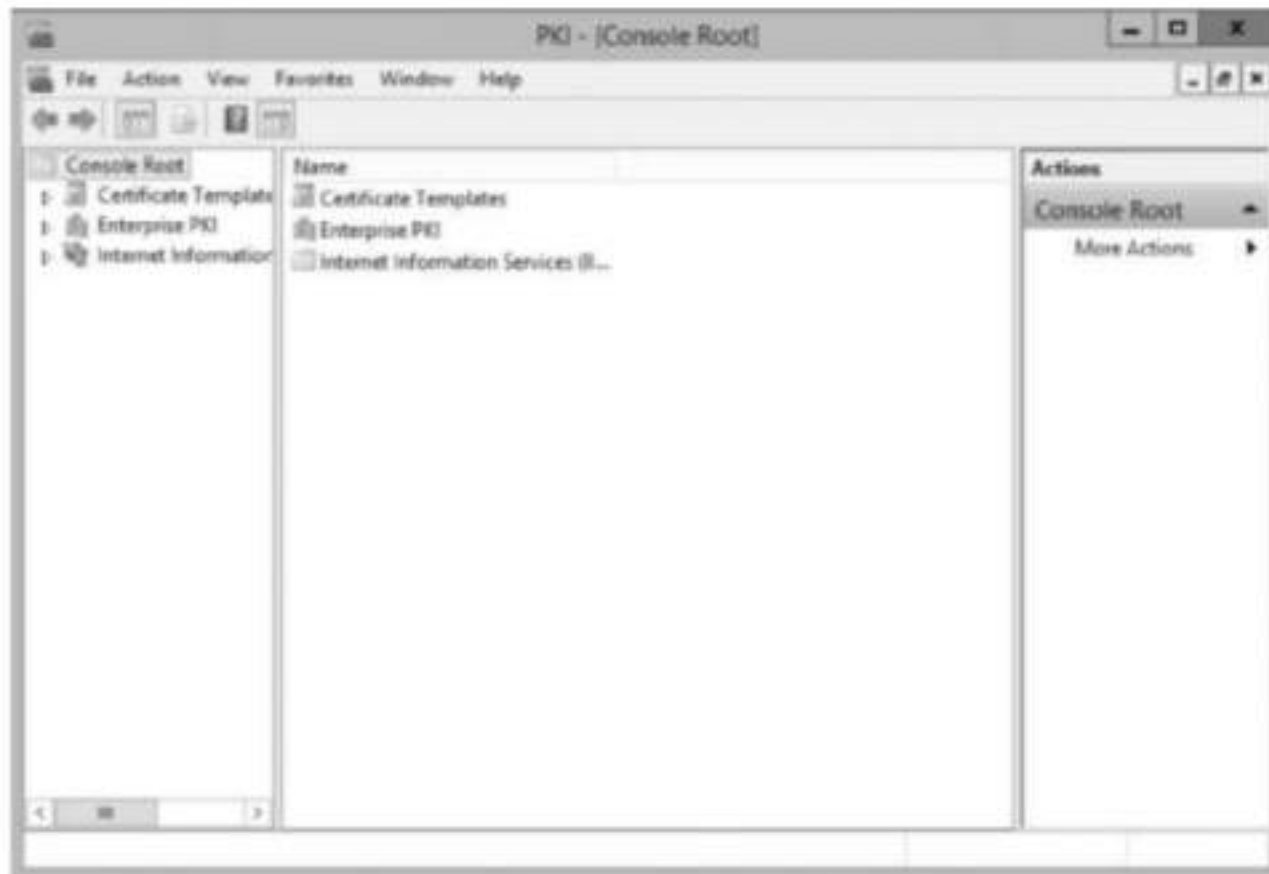 PKI - [Console Root]
File Action View Favorites Window Help
Console Root
Certificate Template
Enterprise PKI
Internet Information
Name
Certificate Templates
Enterprise PKI
Internet Information Services (II...
Actions
Console Root
More Actions